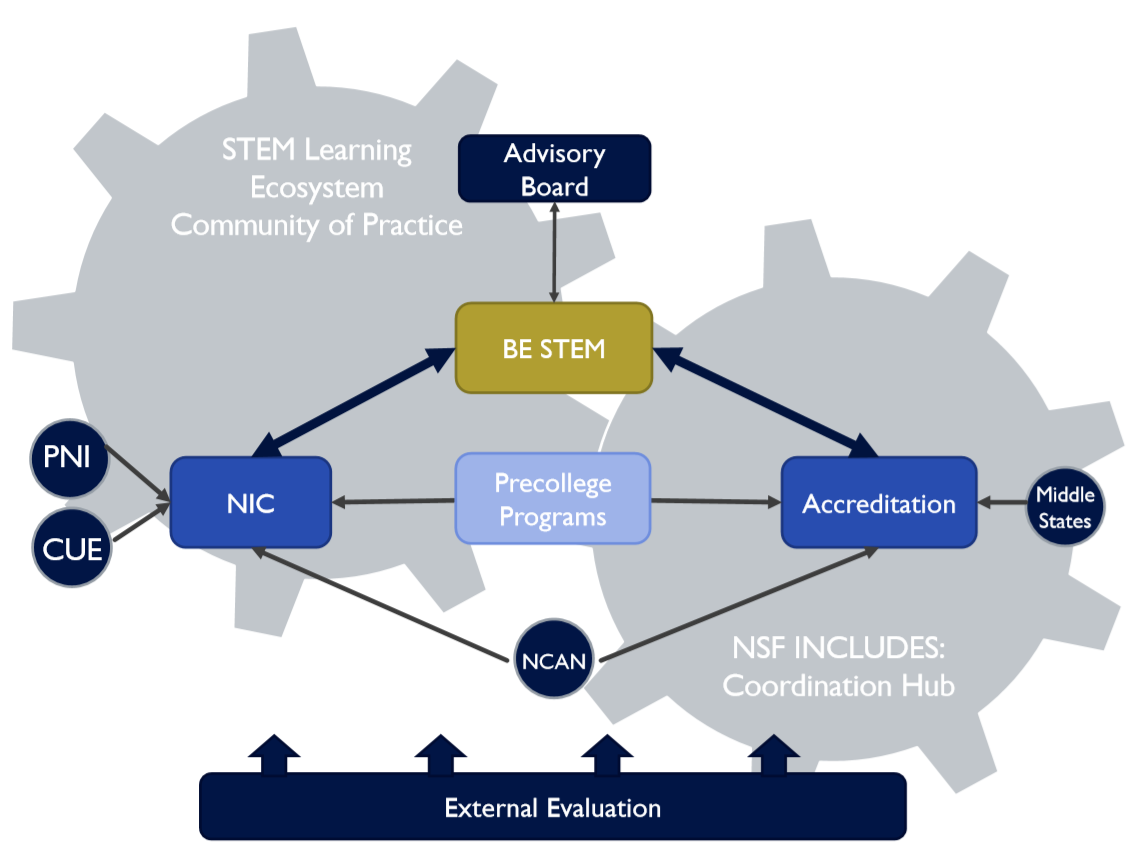 STEM Learning
Ecosystem
Community of Practice
Advisory
Board
BE STEM
PNI
CUE
NIC
Precollege
Programs
Accreditation
Middle
States
NCAN
NSF INCLUDES:
Coordination Hub
External Evaluation